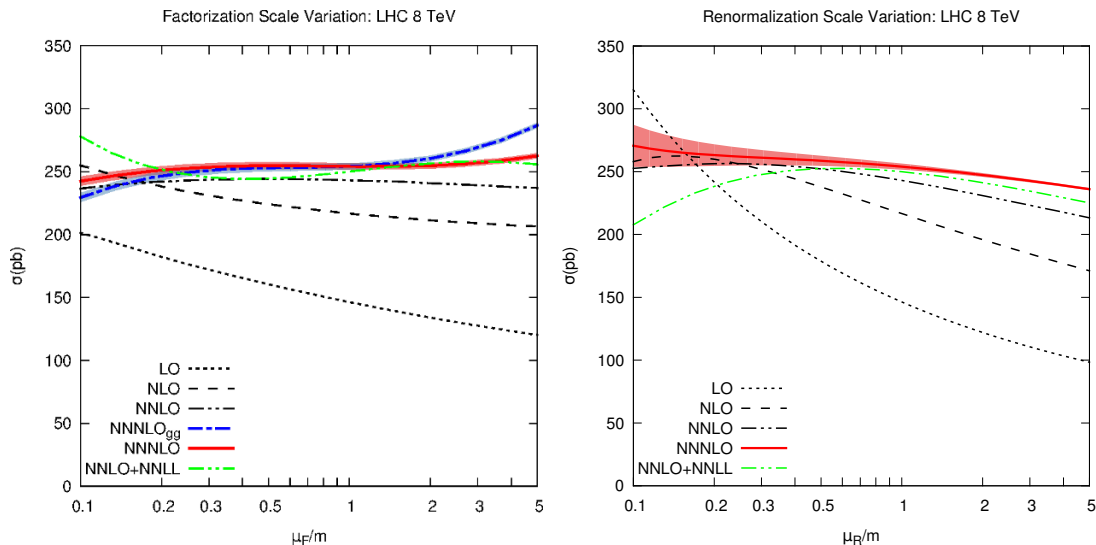 Factorization Scale Variation: LHC 8 TeV
350
300
250
200
150
100
50
0
σ(pb)
LO
NLO
NNLO
NNNLOgg
NNNLO
NNLO+NNLL
0.1 0.2 0.3 0.5 1 2 3 5
μF/m
Renormalization Scale Variation: LHC 8 TeV
350
300
250
200
150
100
50
0
σ(pb)
LO
NLO
NNLO
NNNLO
NNLO+NNLL
0.1 0.2 0.3 0.5 1 2 3 5
μR/m